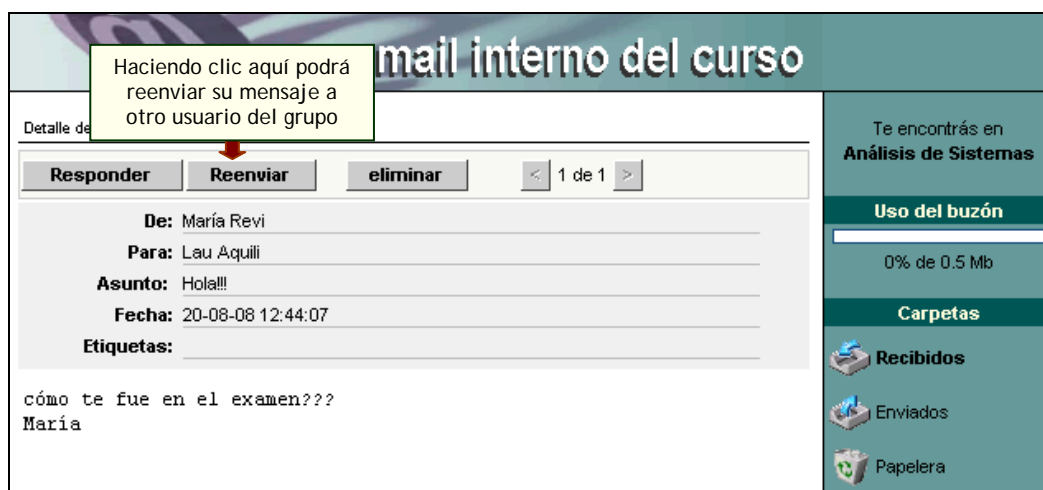 mail interno del curso
Haciendo clic aquí podrá
reenviar su mensaje a
otro usuario del grupo
Detalle de
Responder Reenviar eliminar < 1 de 1 >
De: María Revi
Para: Lau Aquili
Asunto: Hola!!!
Fecha: 20-08-08 12:44:07
Etiquetas:
cómo te fue en el examen???
María
Te encontrás en
Análisis de Sistemas
Uso del buzón
0% de 0.5 Mb
Carpetas
Recibidos
Enviados
Papelera